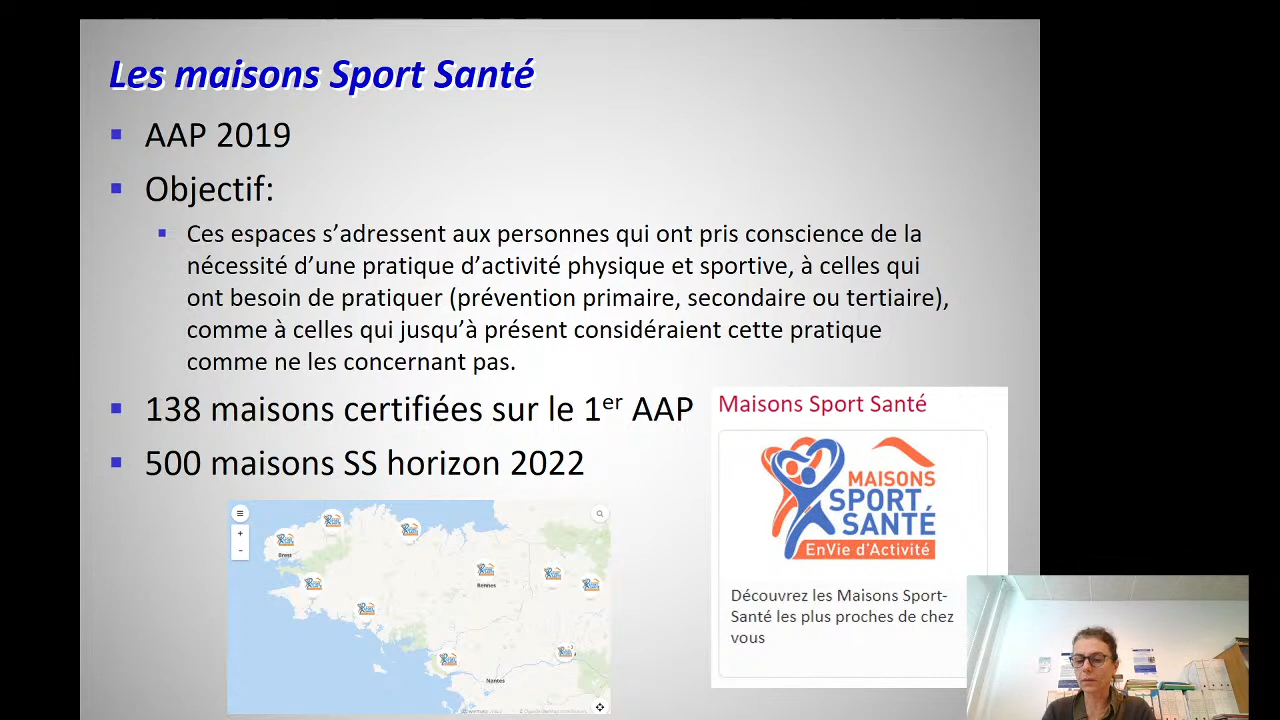 Les maisons Sport Santé
▪ AAP 2019
▪ Objectif:
▪ Ces espaces s’adressent aux personnes qui ont pris conscience de la
nécessité d’une pratique d’activité physique et sportive, à celles qui
ont besoin de pratiquer (prévention primaire, secondaire ou tertiaire),
comme à celles qui jusqu’à présent considéraient cette pratique
comme ne les concernant pas.
▪ 138 maisons certifiées sur le 1er AAP
▪ 500 maisons SS horizon 2022
Maisons Sport Santé
MAISONS
SPORT
SANTÉ
EnVie d’Activité
Découvrez les Maisons Sport-
Santé les plus proches de chez
vous
Brest
Rennes
Nantes